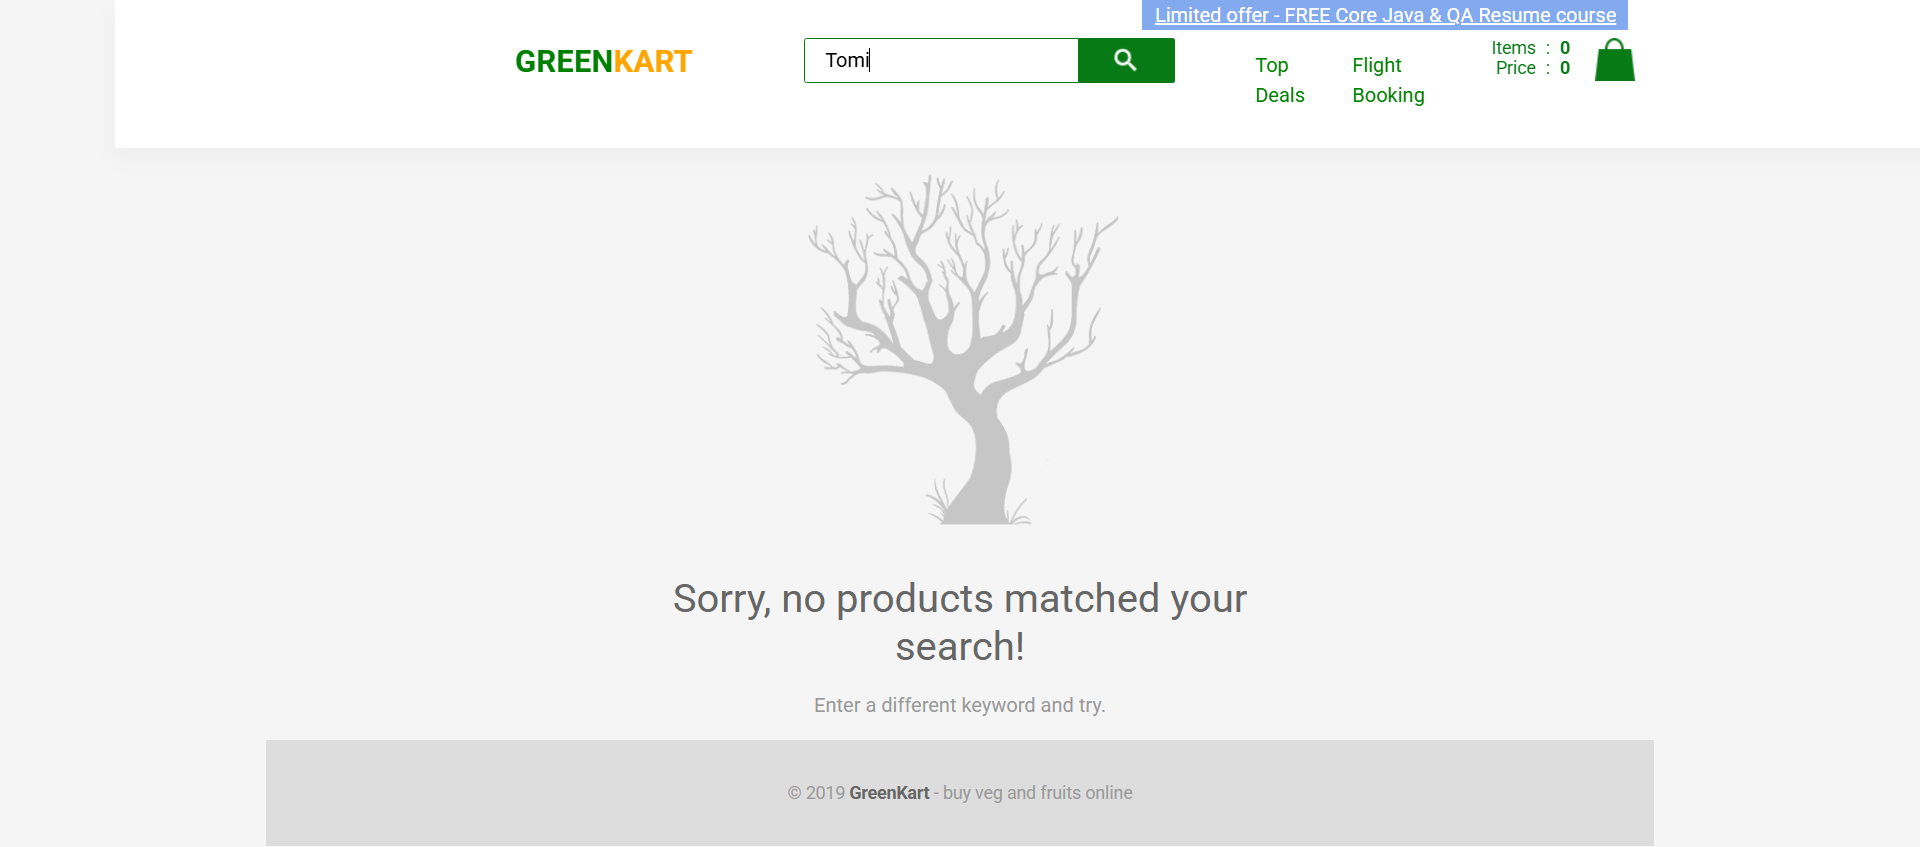 Limited offer - FREE Core Java & QA Resume course
GREENKART
Tomi
Top
Deals
Flight
Booking
Items : 0
Price : 0
Sorry, no products matched your
search!
Enter a different keyword and try.
© 2019 GreenKart - buy veg and fruits online